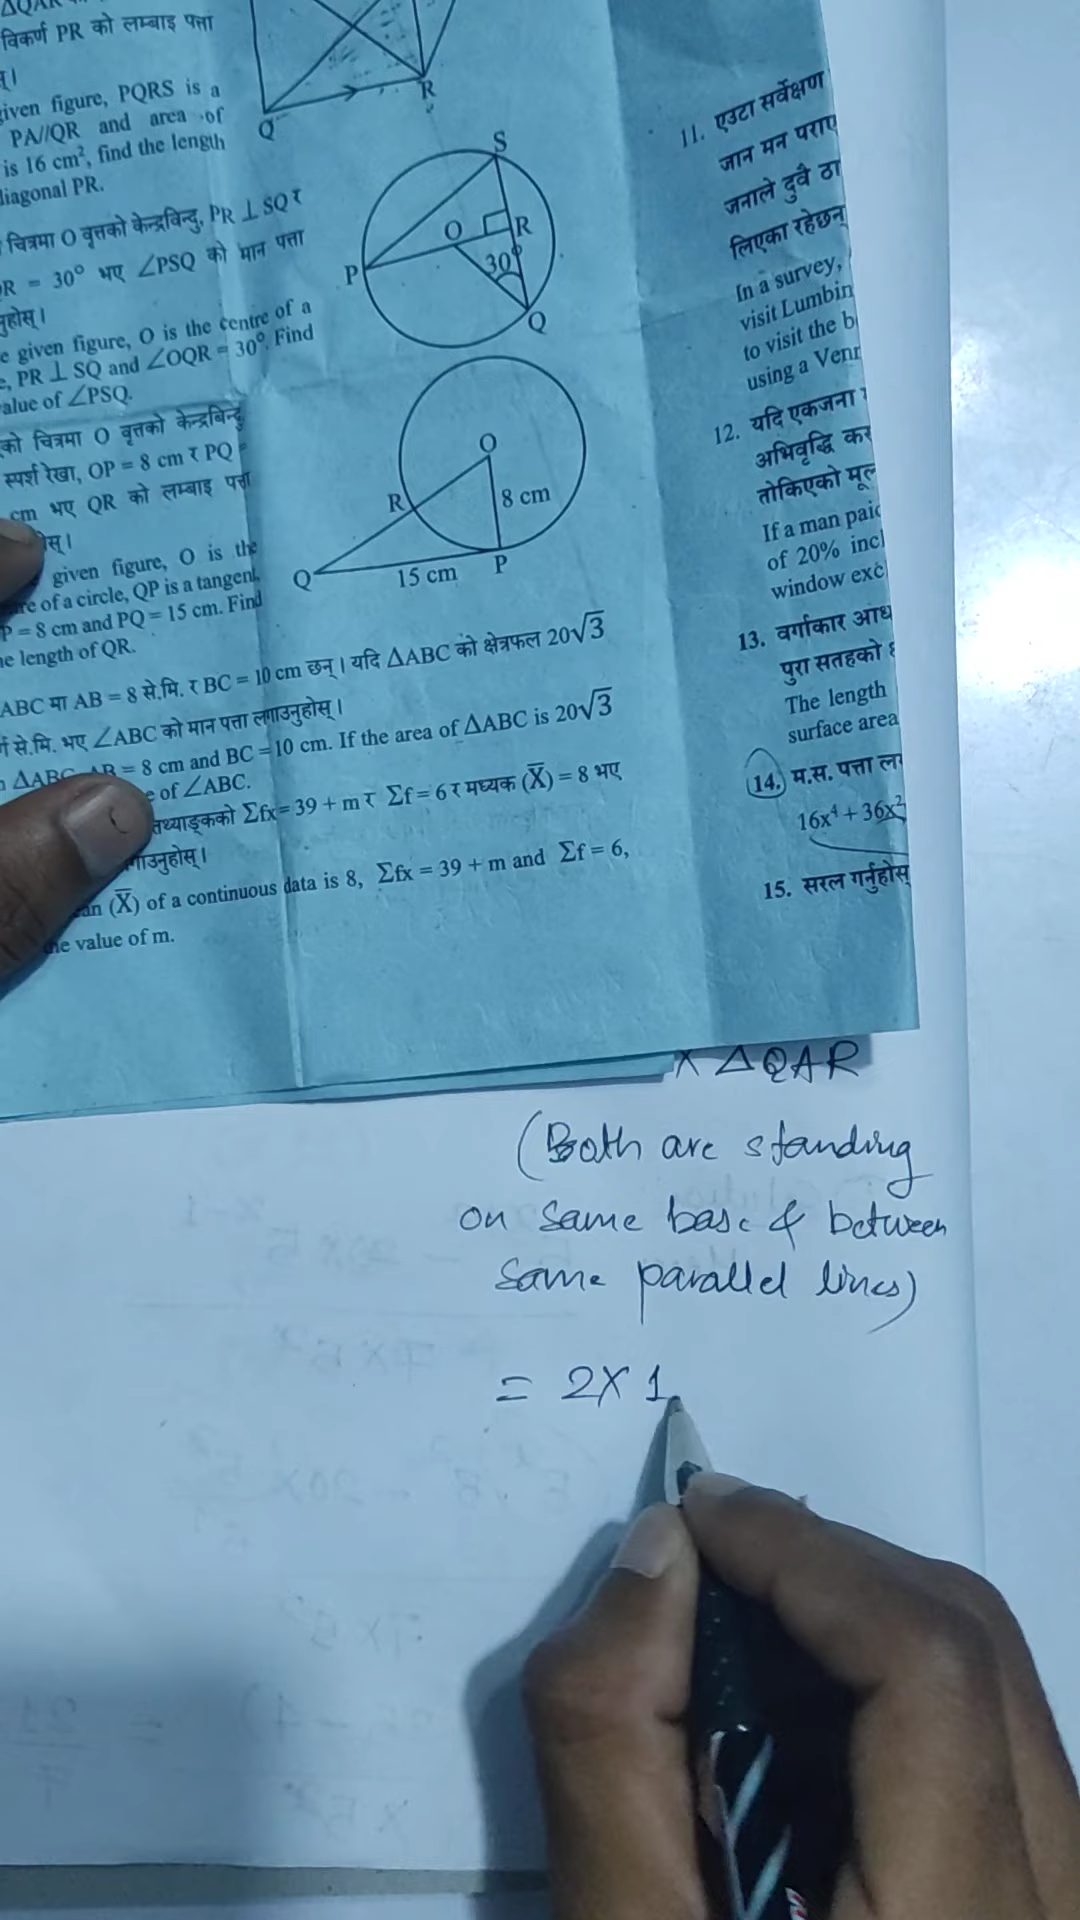 विकर्ण PR को लम्बाइ पत्ता
given figure, PQRS is a
PA//QR and area of
is 16 cm², find the length
diagonal PR.
Q
R
चित्रमा O वृत्तको केन्द्रविन्दु, PR ⊥ SQ र
R = 30° भए ∠PSQ को मान पत्ता
given figure, O is the centre of a
PR ⊥ SQ and ∠OQR = 30°. Find
value of ∠PSQ.
S
O
R
P
30°
Q
को चित्रमा O वृत्तको केन्द्रबिन्दु
स्पर्श रेखा, OP = 8 cm र PQ
cm भए QR को लम्बाइ पत्ता
given figure, O is the
of a circle, QP is a tangent,
P = 8 cm and PQ = 15 cm. Find
length of QR.
O
R
8 cm
Q
15 cm
P
ABC मा AB = 8 से.मि. र BC = 10 cm छन् । यदि ΔABC को क्षेत्रफल 20√3
से.मि. भए ∠ABC को मान पत्ता लगाउनुहोस् ।
ΔABC, AB = 8 cm and BC = 10 cm. If the area of ΔABC is 20√3
of ∠ABC.
Σfx = 39 + m र Σf = 6 र मध्यक (X̄) = 8 भए
(X̄) of a continuous data is 8, Σfx = 39 + m and Σf = 6,
value of m.
11. एउटा सर्वेक्षण
जान मन पराए
जनाले दुवै ठा
लिएका रहेछन्
In a survey,
visit Lumbin
to visit the b
using a Venn
12. यदि एकजना
अभिवृद्धि कर
तोकिएको मूल
If a man paid
of 20% incl
window exc
13. वर्गाकार आध
पुरा सतहको
The length
surface area
14. म.स. पत्ता ल
16x⁴ + 36x²
15. सरल गर्नुहोस्
× ΔQAR
(Both are standing
on same base & between
same parallel lines)
= 2× 1